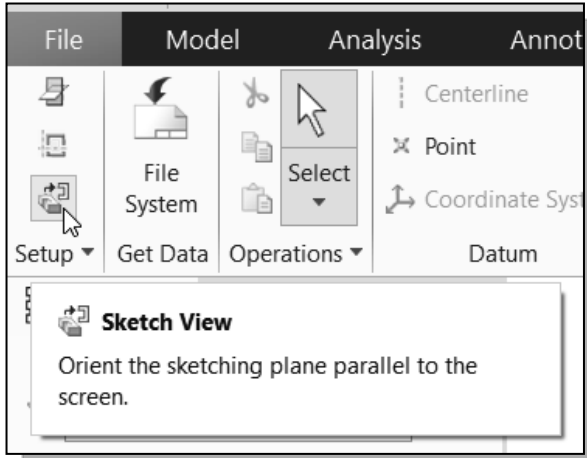 File Model Analysis Annot
Centerline
Point
File
System
Select
Coordinate Syst
Setup Get Data Operations Datum
Sketch View
Orient the sketching plane parallel to the
screen.